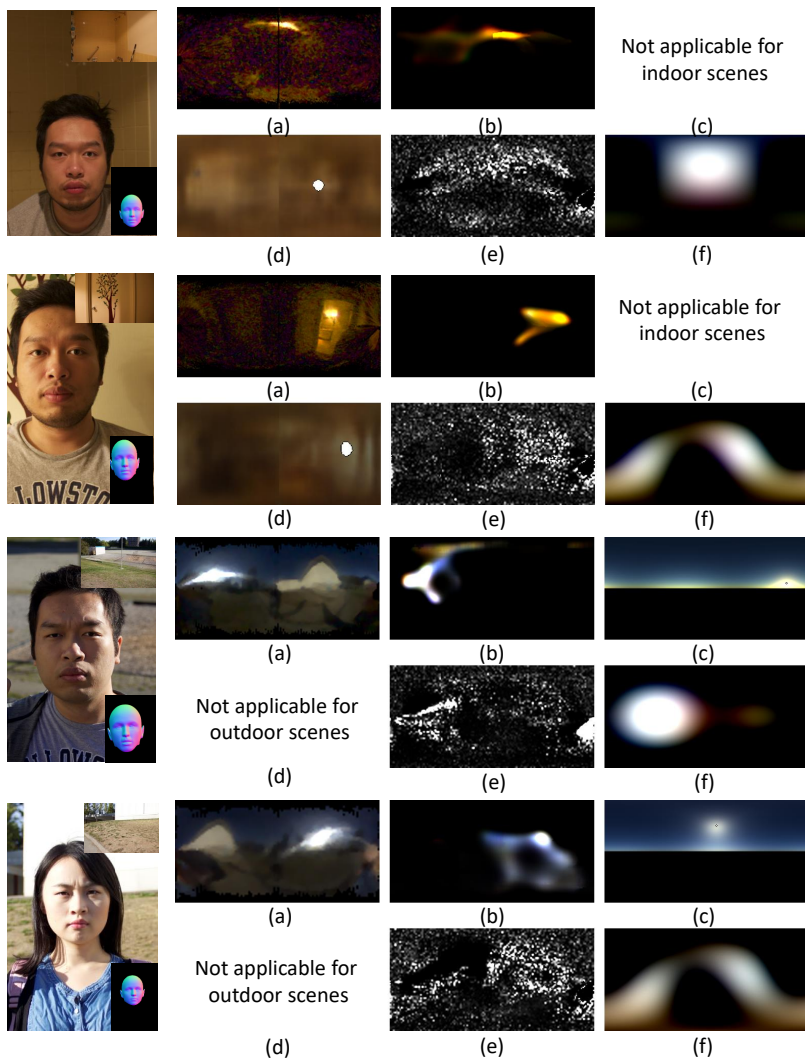 Not applicable for
indoor scenes
(a)
(b)
(c)
(d)
(e)
(f)
Not applicable for
indoor scenes
(a)
(b)
(c)
LOWSTO
(d)
(e)
(f)
(a)
(b)
(c)
Not applicable for
outdoor scenes
(d)
(e)
(f)
(a)
(b)
(c)
Not applicable for
outdoor scenes
(d)
(e)
(f)